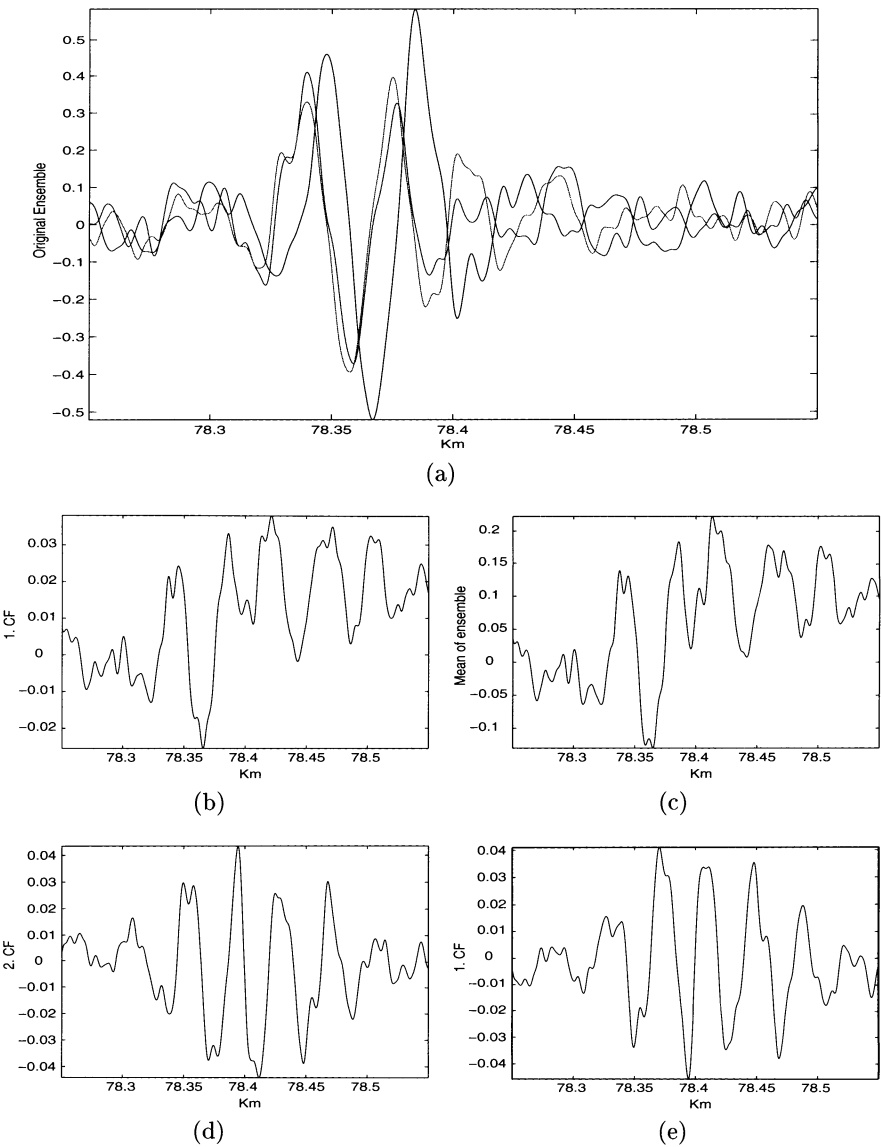 Original Ensemble
0.5
0.4
0.3
0.2
0.1
0
−0.1
−0.2
−0.3
−0.4
−0.5
78.3 78.35 78.4 78.45 78.5
Km
(a)
1. CF
0.03
0.02
0.01
0
−0.01
−0.02
78.3 78.35 78.4 78.45 78.5
Km
(b)
Mean of ensemble
0.2
0.15
0.1
0.05
0
−0.05
−0.1
78.3 78.35 78.4 78.45 78.5
Km
(c)
2. CF
0.04
0.03
0.02
0.01
0
−0.01
−0.02
−0.03
−0.04
78.3 78.35 78.4 78.45 78.5
Km
(d)
1. CF
0.04
0.03
0.02
0.01
0
−0.01
−0.02
−0.03
−0.04
78.3 78.35 78.4 78.45 78.5
Km
(e)